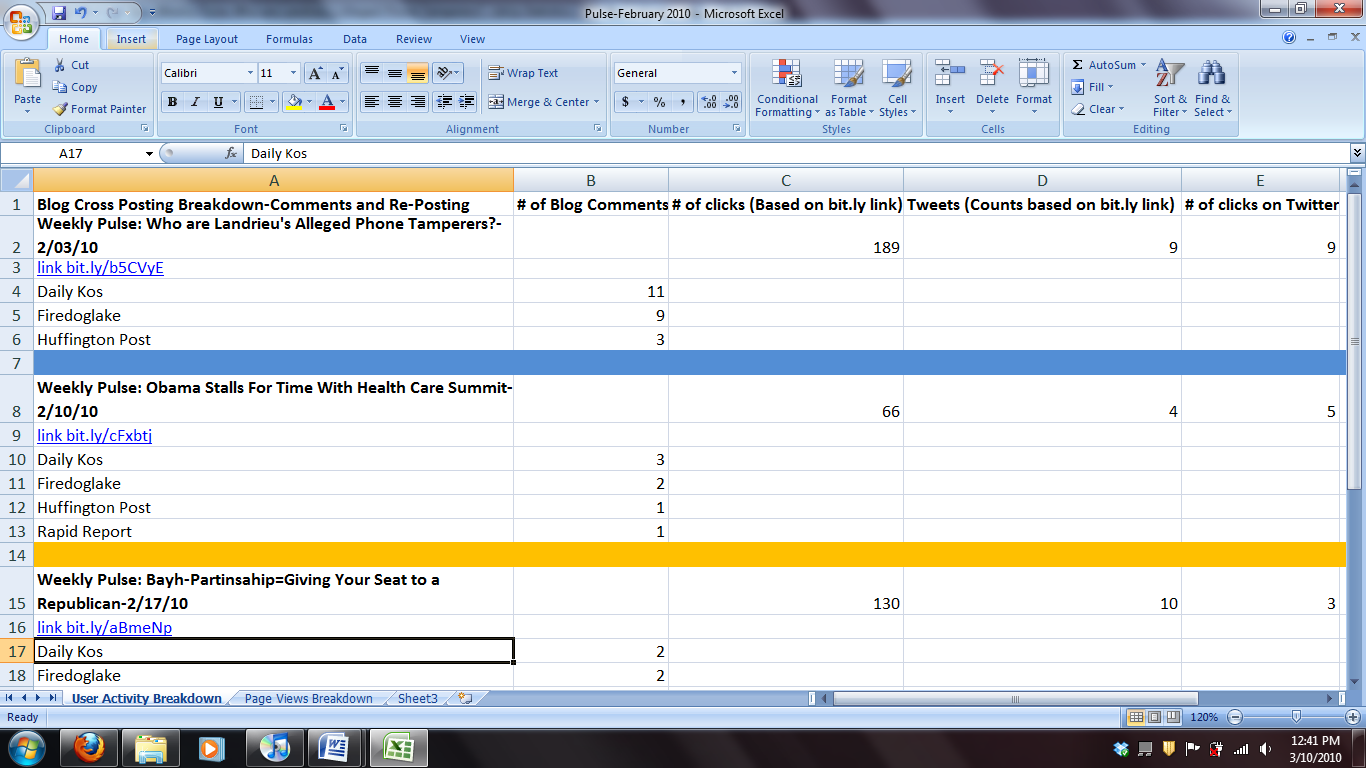 Pulse-February 2010 - Microsoft Excel
Home Insert Page Layout Formulas Data Review View
Paste
Cut
Copy
Format Painter
Clipboard
Calibri 11
B I U
Font
Wrap Text
Merge & Center
Alignment
General
$ % ,
Number
Conditional Formatting
Format as Table
Cell Styles
Styles
Insert Delete Format
Cells
Σ AutoSum
Fill
Clear
Sort & Filter
Find & Select
Editing
A17 fx Daily Kos
A B C D E
1 Blog Cross Posting Breakdown-Comments and Re-Posting # of Blog Comments # of clicks (Based on bit.ly link) Tweets (Counts based on bit.ly link) # of clicks on Twitter
Weekly Pulse: Who are Landrieu's Alleged Phone Tamperers?-
2 2/03/10 189 9 9
3 link bit.ly/b5CVyE
4 Daily Kos 11
5 Firedoglake 9
6 Huffington Post 3
7
Weekly Pulse: Obama Stalls For Time With Health Care Summit-
8 2/10/10 66 4 5
9 link bit.ly/cFxbtj
10 Daily Kos 3
11 Firedoglake 2
12 Huffington Post 1
13 Rapid Report 1
14
Weekly Pulse: Bayh-Partinsahip=Giving Your Seat to a
15 Republican-2/17/10 130 10 3
16 link bit.ly/aBmeNp
17 Daily Kos 2
18 Firedoglake 2
User Activity Breakdown Page Views Breakdown Sheet3
Ready 120%
12:41 PM
3/10/2010